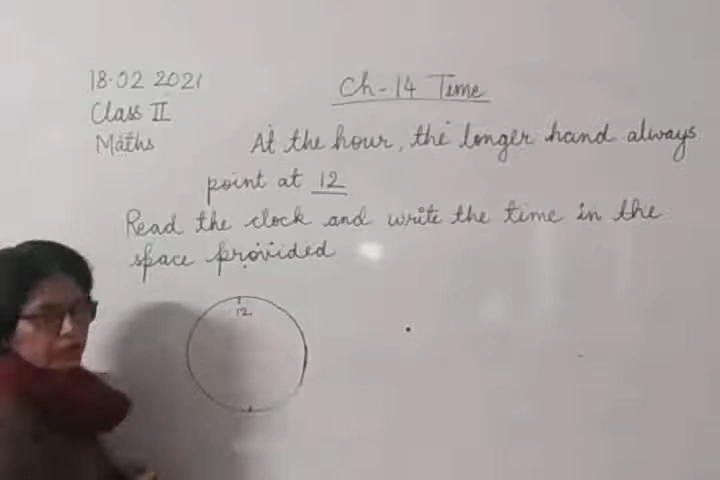 18.02 2021
Ch-14 Time
Class II
Maths
At the hour, the longer hand always
point at 12
Read the clock and write the time in the
space provided
12